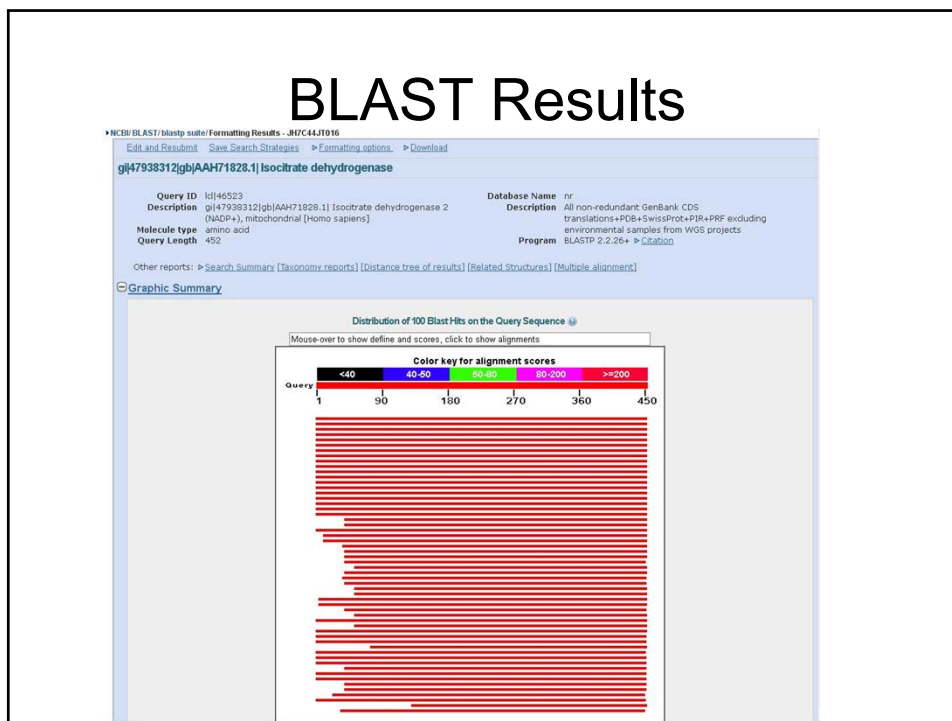 BLAST Results
NCBI/ BLAST/ blastp suite/ Formatting Results - JH7C44JT016
Edit and Resubmit Save Search Strategies Formatting options Download
gi|47938312|gb|AAH71828.1| Isocitrate dehydrogenase
Query ID lcl|46523
Description gi|47938312|gb|AAH71828.1| Isocitrate dehydrogenase 2
(NADP+), mitochondrial [Homo sapiens]
Molecule type amino acid
Query Length 452
Database Name nr
Description All non-redundant GenBank CDS
translations+PDB+SwissProt+PIR+PRF excluding
environmental samples from WGS projects
Program BLASTP 2.2.26+ Citation
Other reports: Search Summary [Taxonomy reports] [Distance tree of results] [Related Structures] [Multiple alignment]
Graphic Summary
Distribution of 100 Blast Hits on the Query Sequence
Mouse-over to show defline and scores, click to show alignments
Color key for alignment scores
<40 40-50 50-80 80-200 >=200
Query
1 90 180 270 360 450